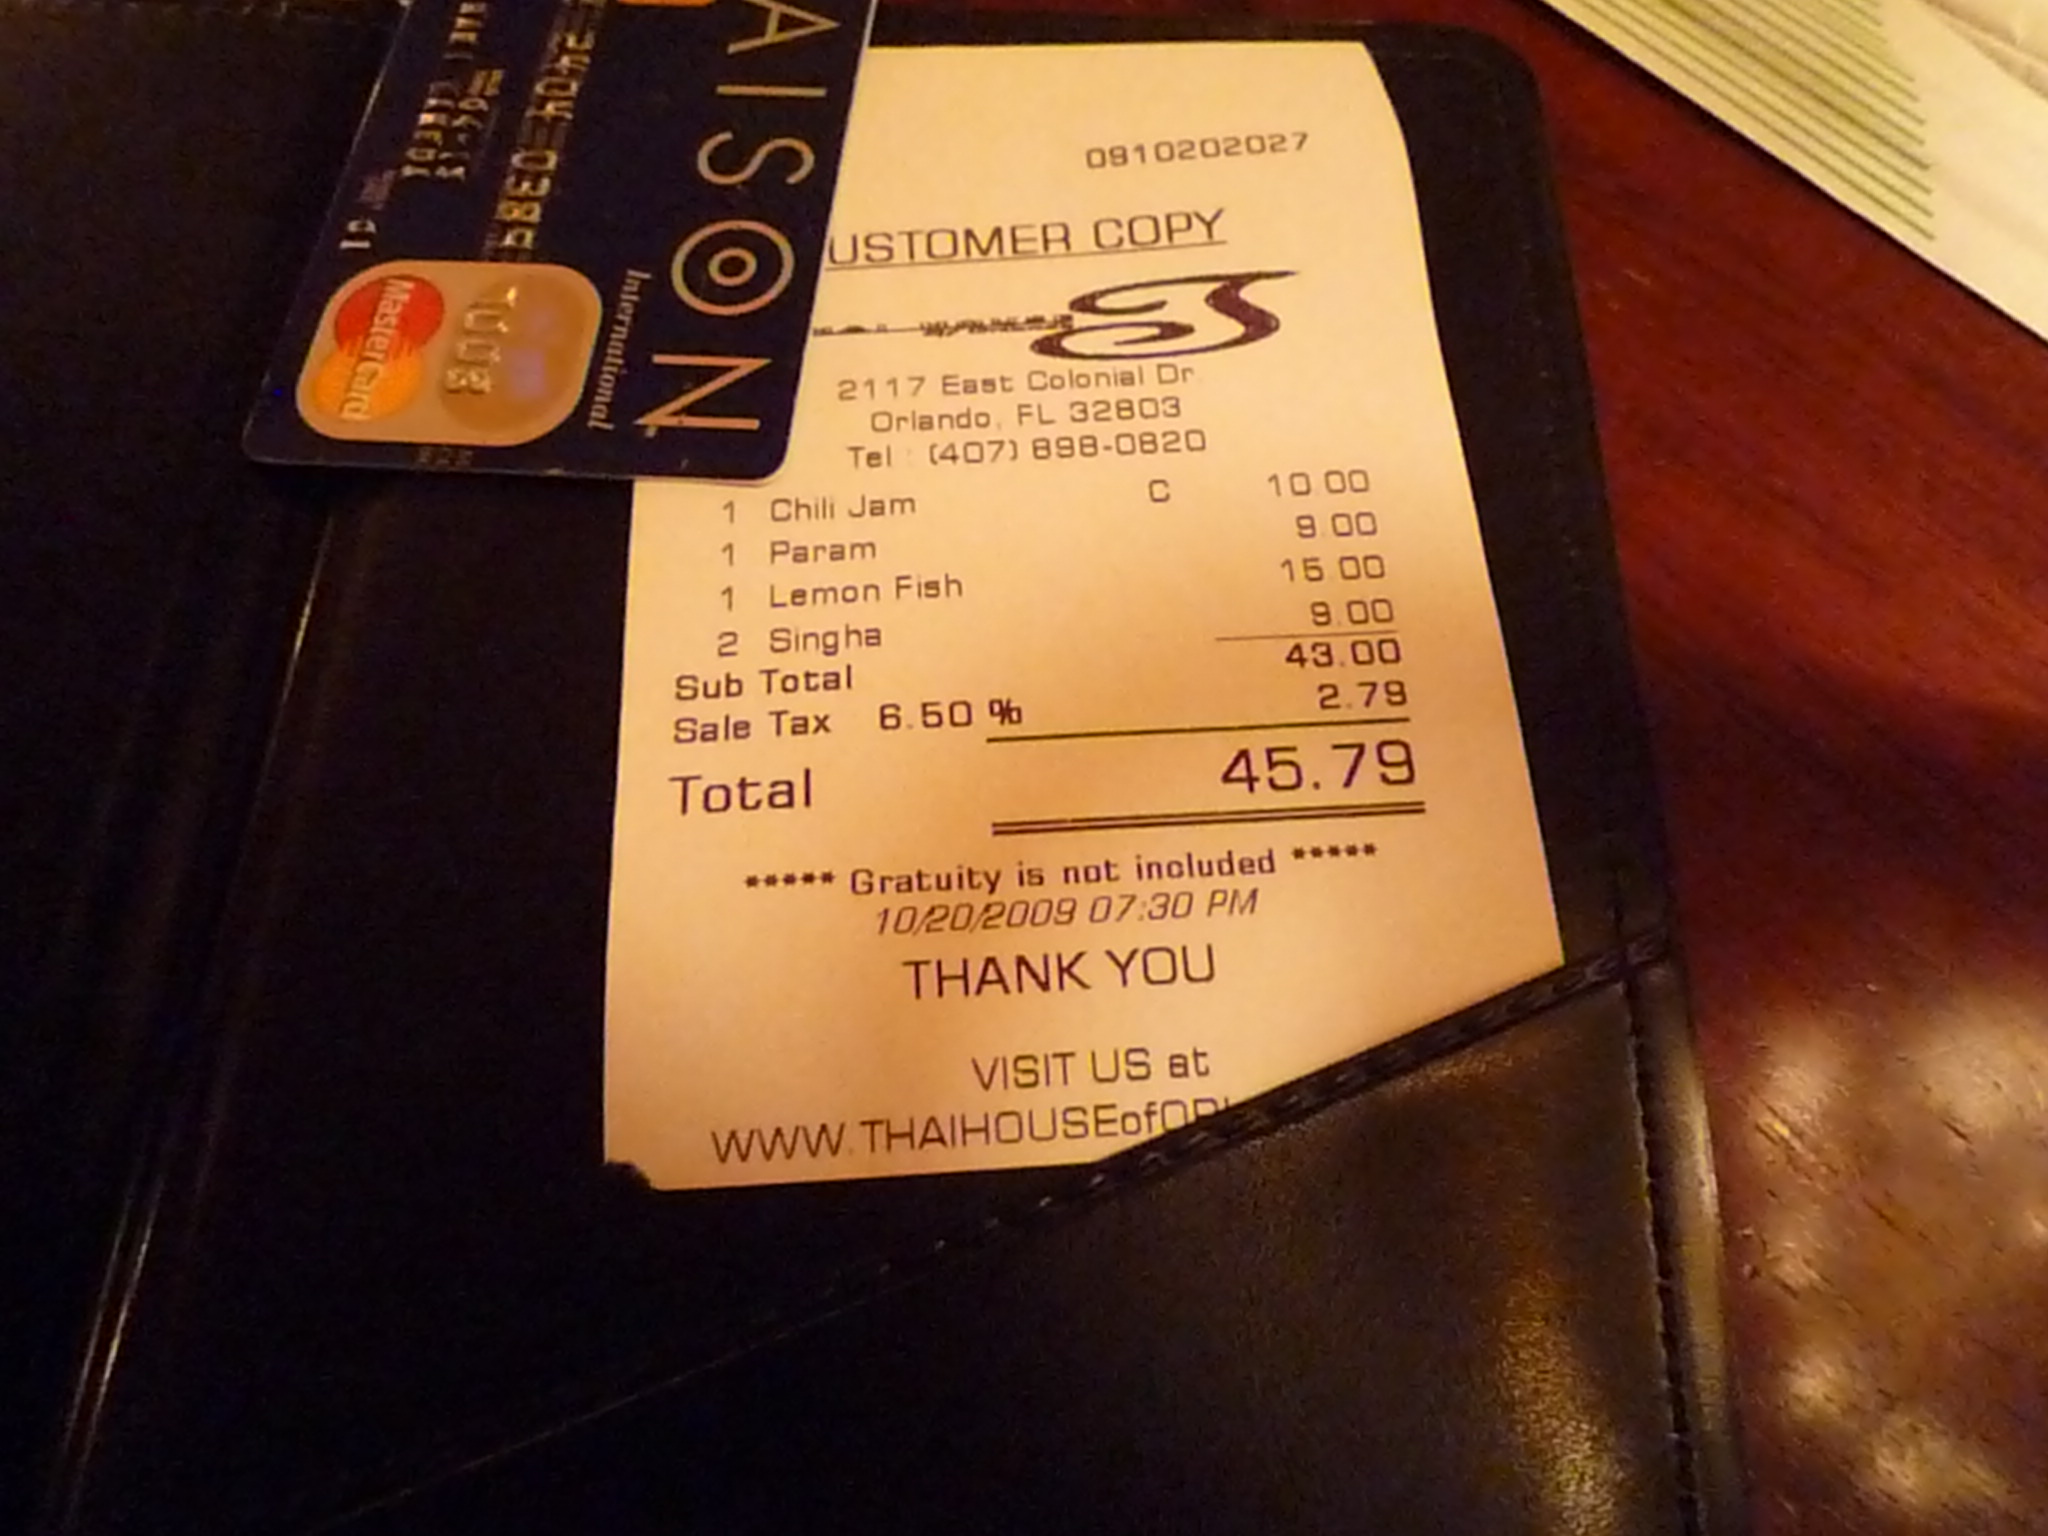 0910202027
USTOMER COPY
2117 East Colonial Dr.
Orlando, FL 32803
Tel : (407) 898-0820
1 Chili Jam C 10.00
1 Param 9.00
1 Lemon Fish 15.00
2 Singha 9.00
Sub Total 43.00
Sale Tax 6.50 % 2.79
Total 45.79
***** Gratuity is not included *****
10/20/2009 07:30 PM
THANK YOU
VISIT US at
WWW.THAIHOUSEofOR
AISON
International
MasterCard